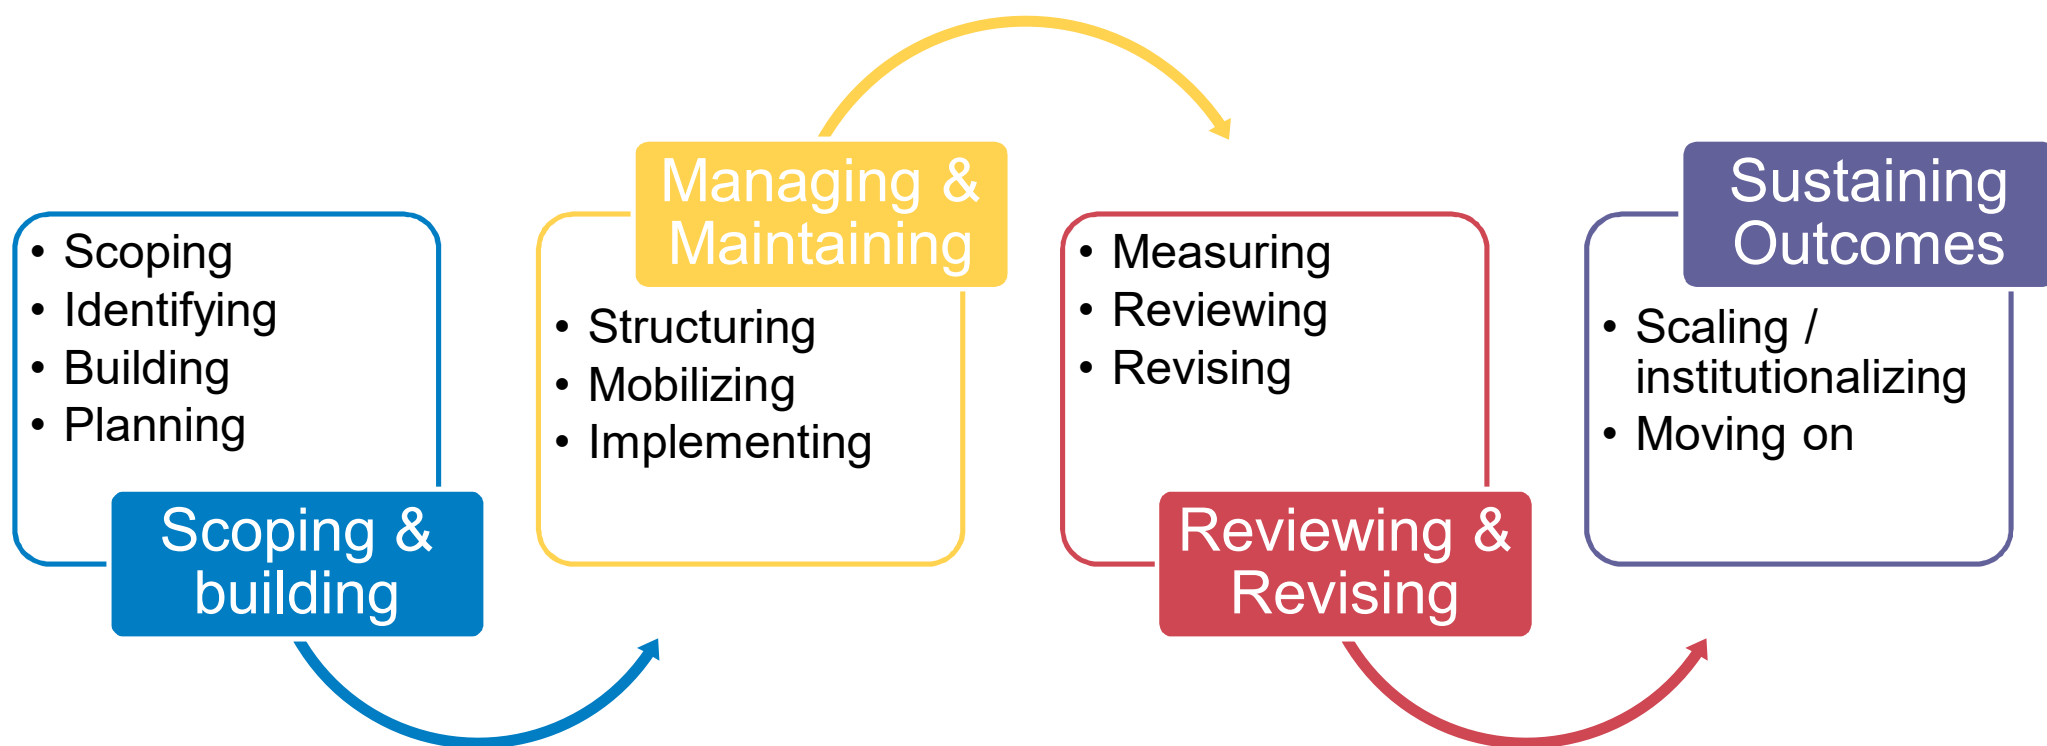 • Scoping
• Identifying
• Building
• Planning
Scoping &
building
Managing &
Maintaining
• Structuring
• Mobilizing
• Implementing
• Measuring
• Reviewing
• Revising
Reviewing &
Revising
Sustaining
Outcomes
• Scaling /
institutionalizing
• Moving on